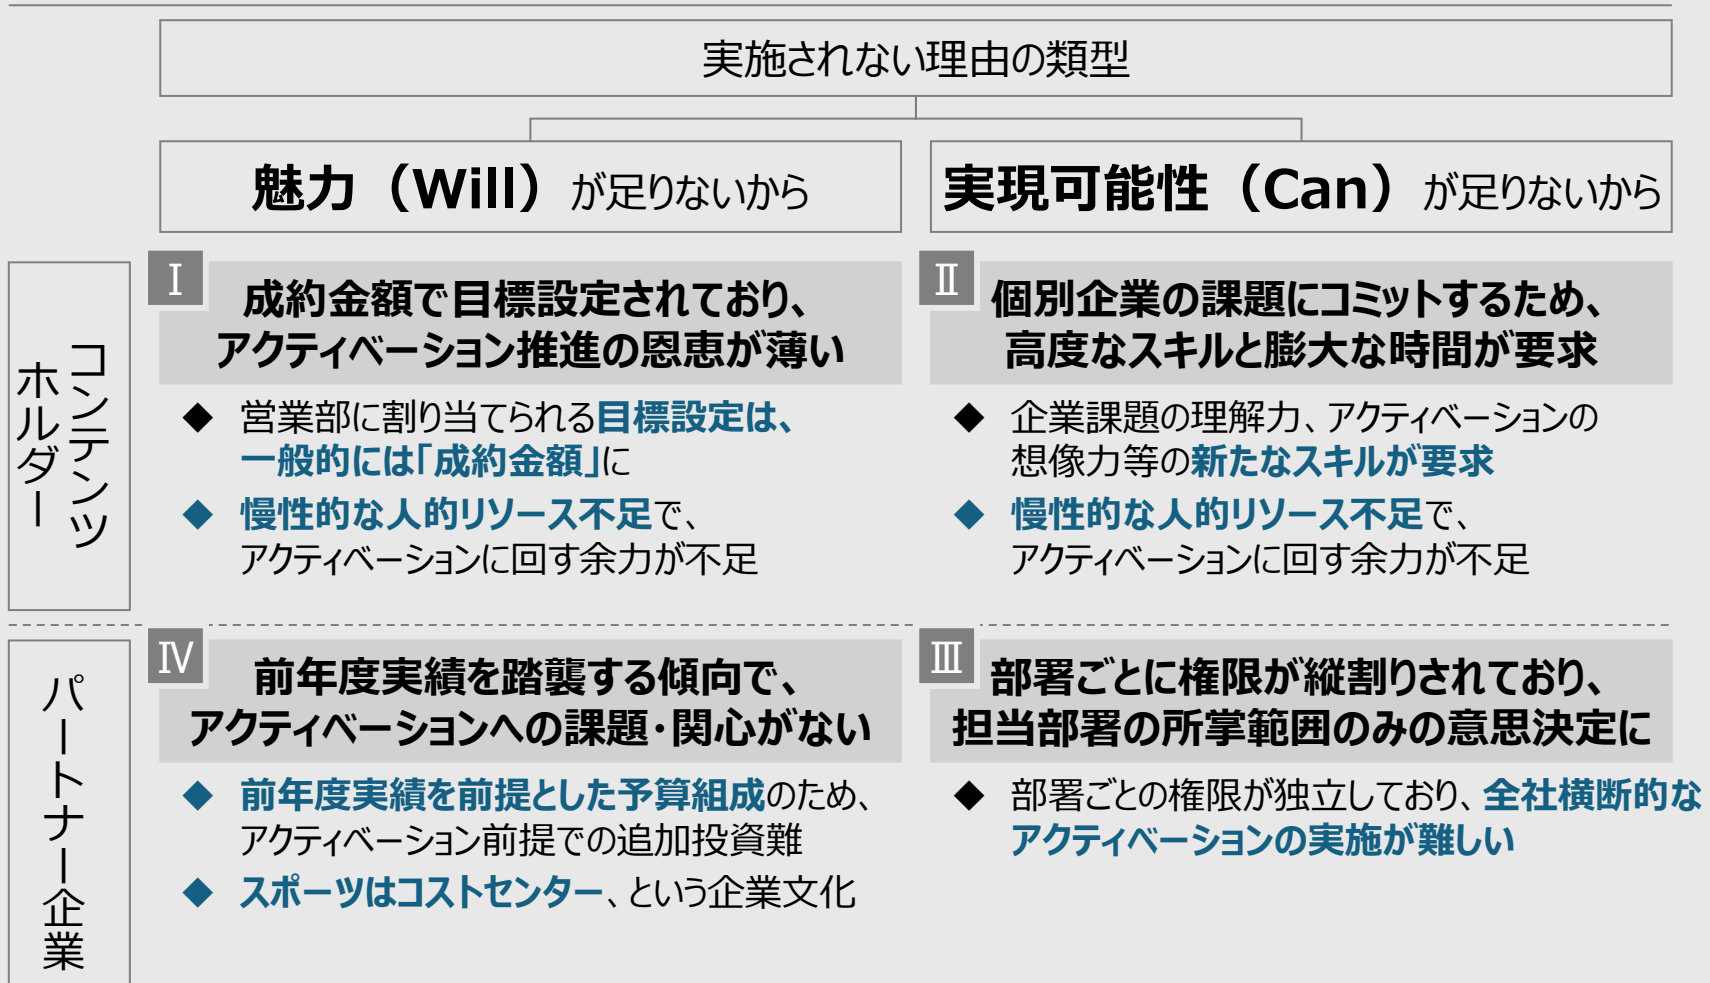 実施されない理由の類型
魅力（Will）が足りないから
実現可能性（Can）が足りないから
コンテンツ
ホルダー
Ⅰ
成約金額で目標設定されており、
アクティベーション推進の恩恵が薄い
◆ 営業部に割り当てられる目標設定は、
一般的には「成約金額」に
◆ 慢性的な人的リソース不足で、
アクティベーションに回す余力が不足
Ⅱ
個別企業の課題にコミットするため、
高度なスキルと膨大な時間が要求
◆ 企業課題の理解力、アクティベーションの
想像力等の新たなスキルが要求
◆ 慢性的な人的リソース不足で、
アクティベーションに回す余力が不足
パートナー企業
Ⅳ
前年度実績を踏襲する傾向で、
アクティベーションへの課題・関心がない
◆ 前年度実績を前提とした予算組成のため、
アクティベーション前提での追加投資難
◆ スポーツはコストセンター、という企業文化
Ⅲ
部署ごとに権限が縦割りされており、
担当部署の所掌範囲のみの意思決定に
◆ 部署ごとの権限が独立しており、全社横断的な
アクティベーションの実施が難しい